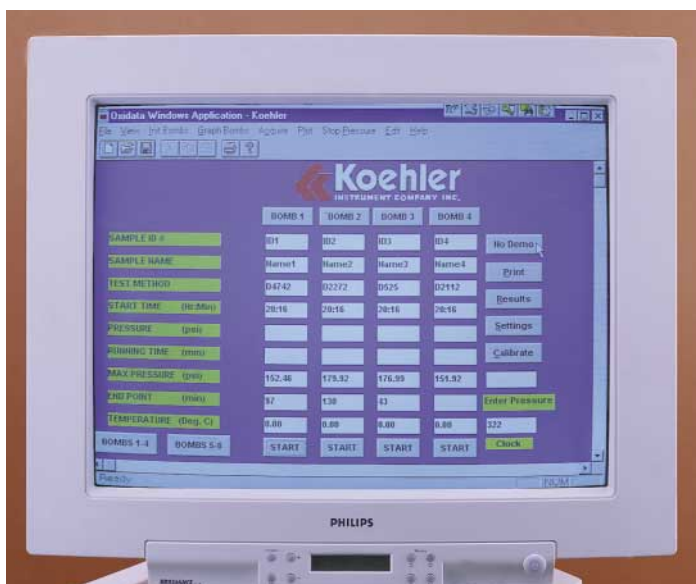 Oxidata Windows Application - Koehler
File View Init Bombs Graph Bombs Acquire Plot Stop Pressure Edit Help
Koehler
INSTRUMENT COMPANY INC.
BOMB 1 BOMB 2 BOMB 3 BOMB 4
SAMPLE ID # ID1 ID2 ID3 ID4 No Demo
SAMPLE NAME Name1 Name2 Name3 Name4 Print
TEST METHOD D4742 D2272 D525 D2112 Results
START TIME (Hr:Min) 20:16 20:16 20:16 20:16 Settings
PRESSURE (psi)
RUNNING TIME (mm) Calibrate
MAX PRESSURE (psi) 152.46 179.92 176.99 151.92
END POINT (min) 97 130 43 Enter Pressure
TEMPERATURE (Deg. C) 0.00 0.00 0.00 0.00 322
BOMBS 1-4 BOMBS 5-8 START START START START Clock
Ready NUM
PHILIPS